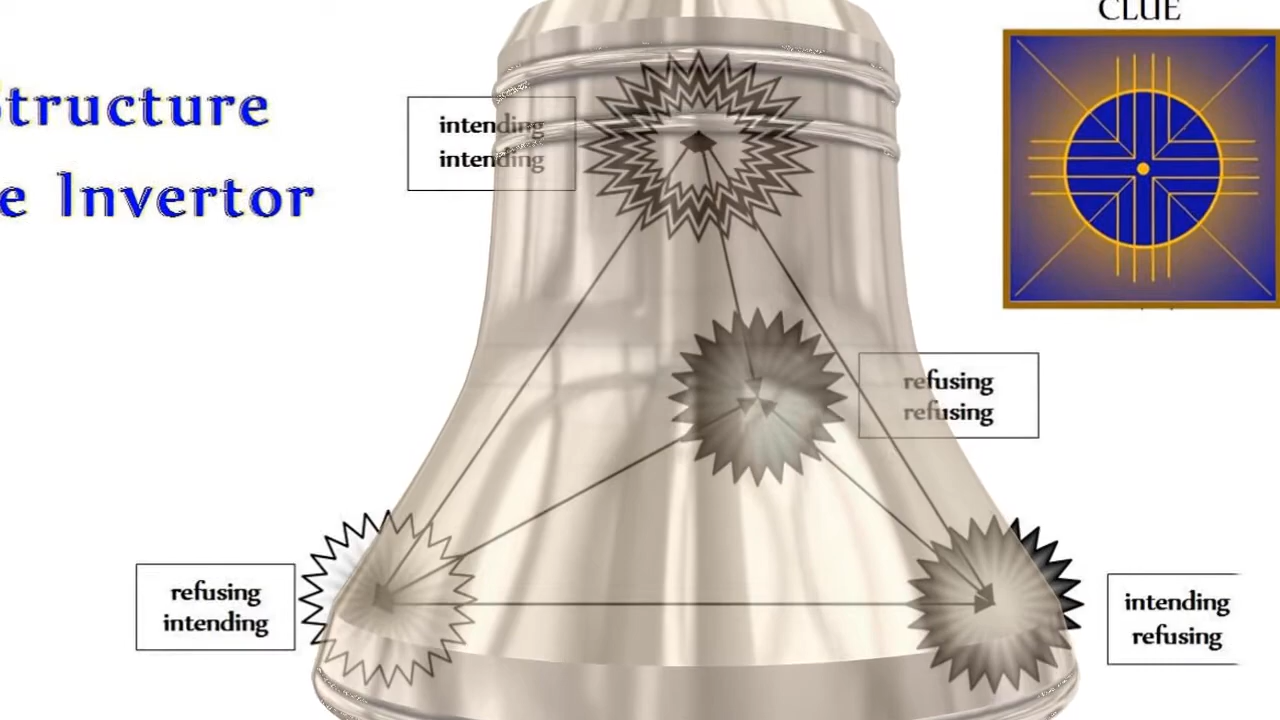 CLUE
tructure
e Invertor
intending
intending
refusing
refusing
refusing
intending
intending
refusing